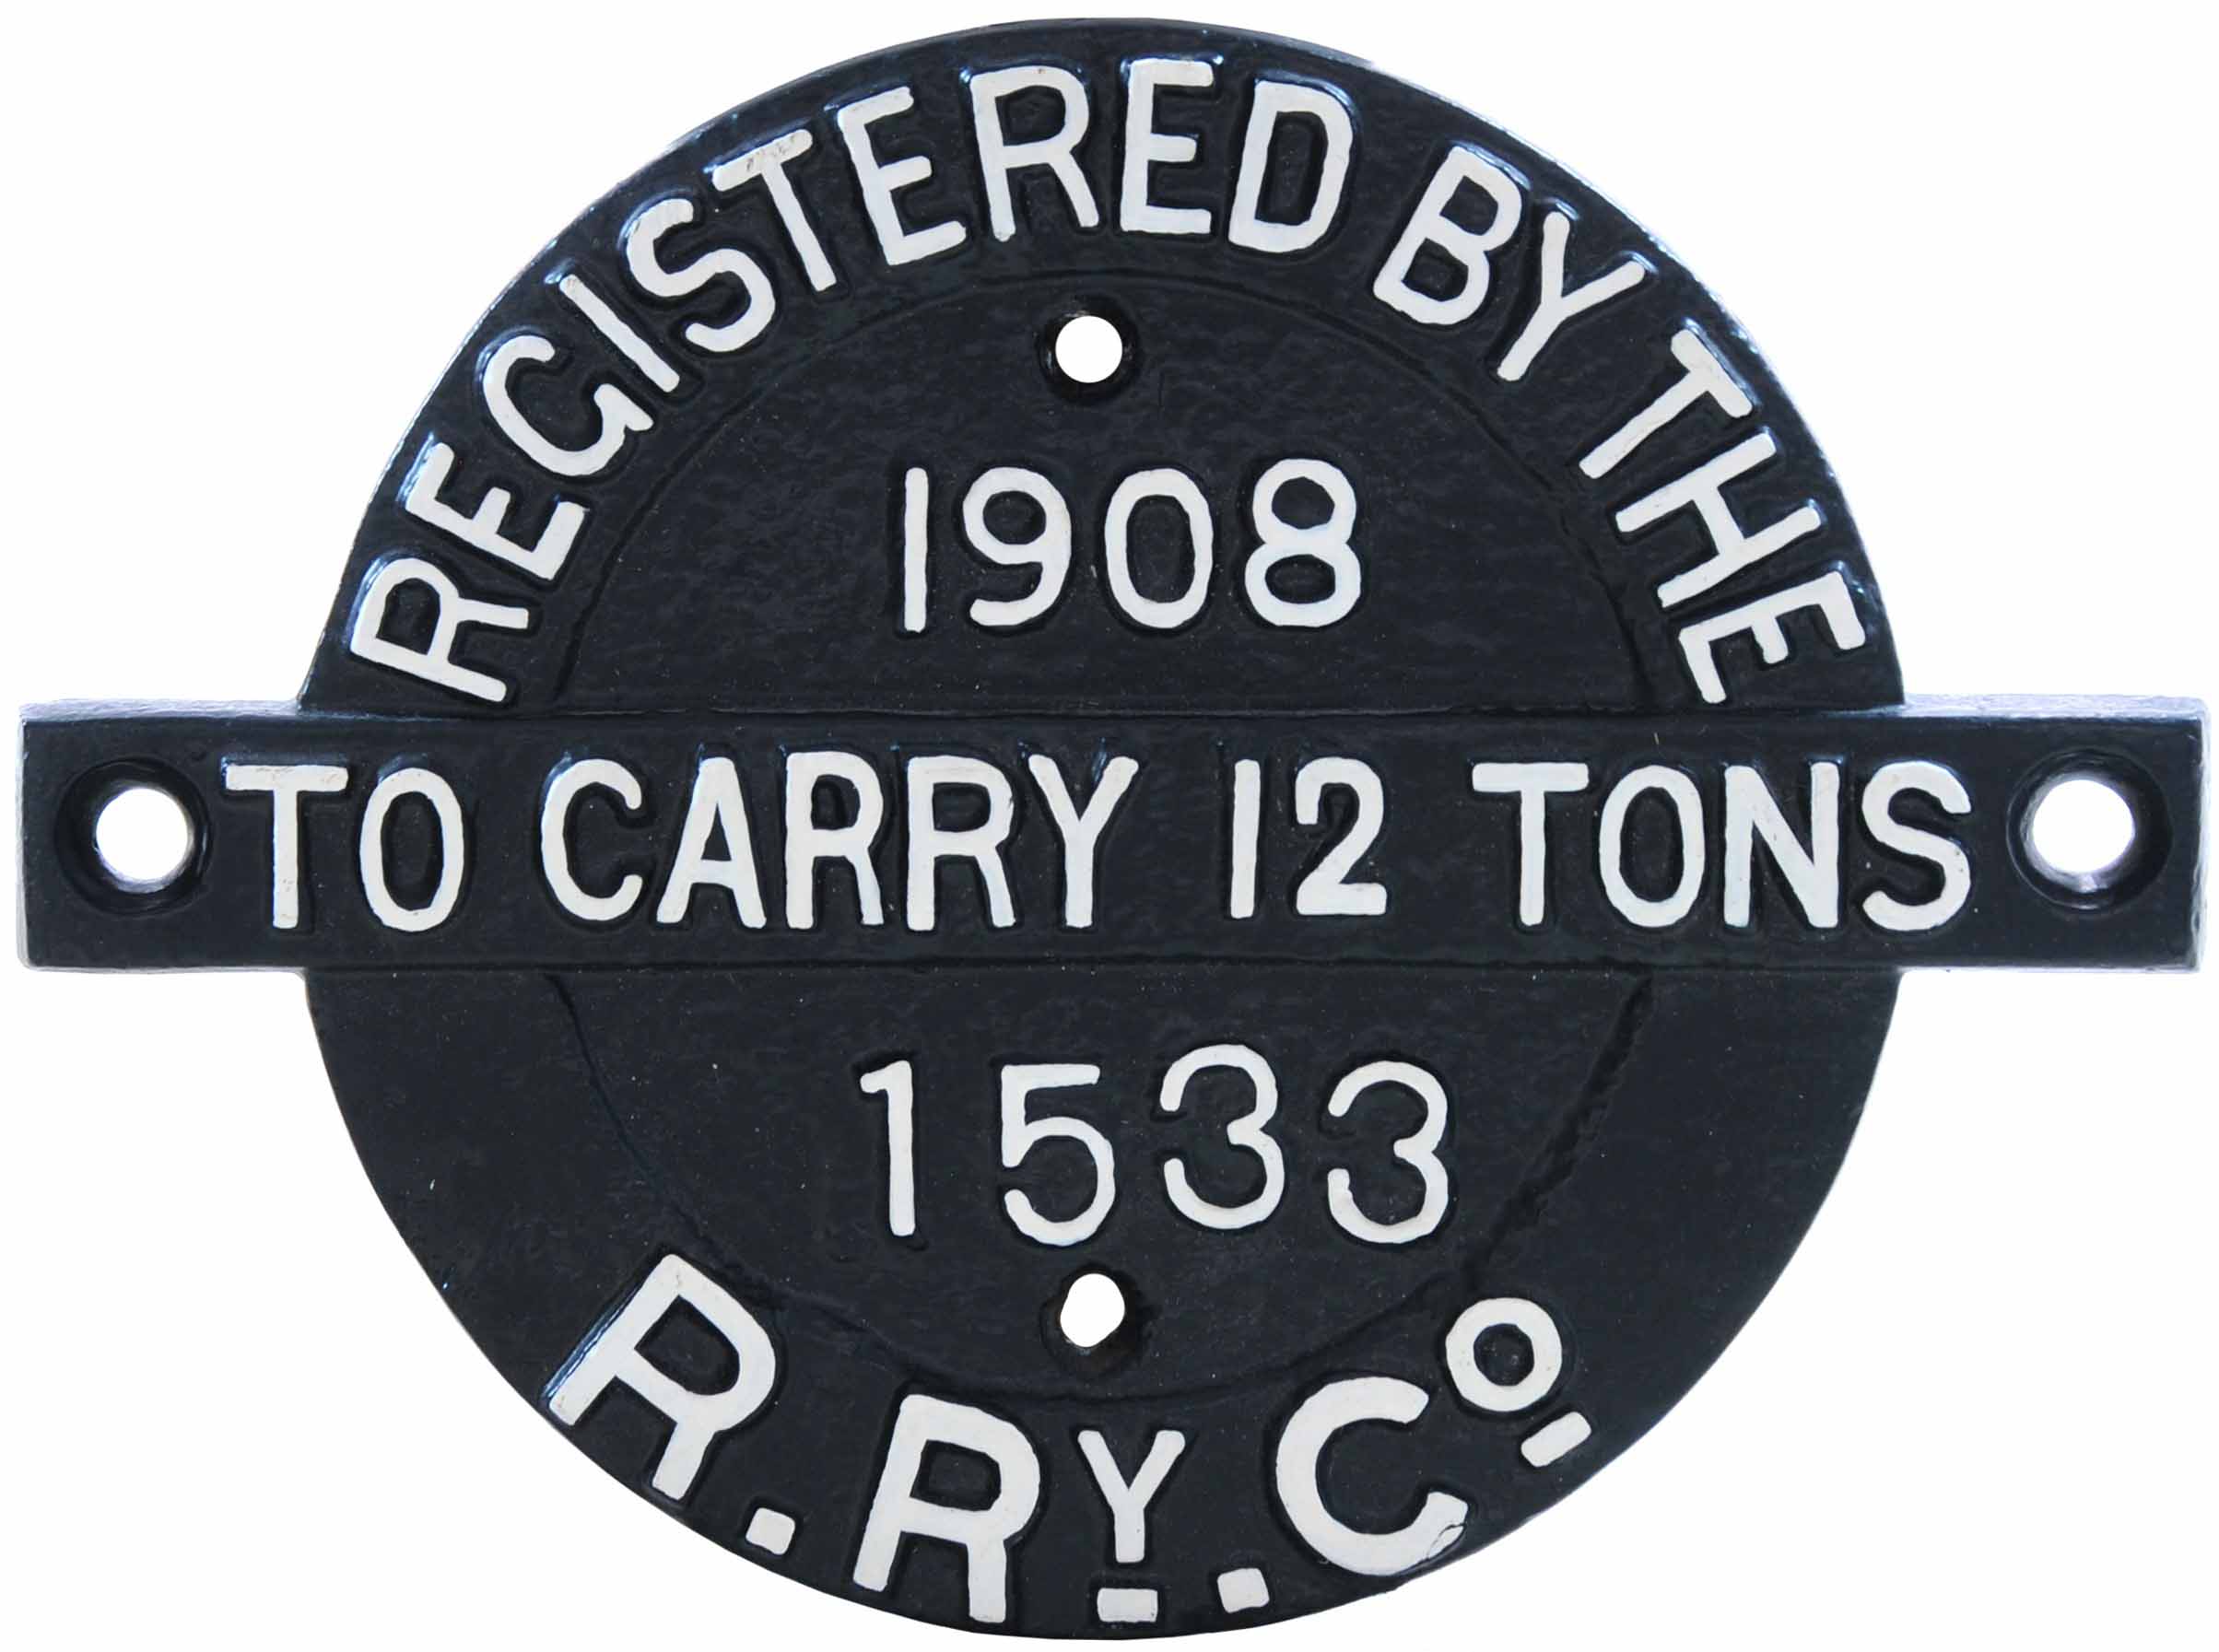 REGISTERED BY THE
1908
TO CARRY 12 TONS
1533
R. RY. Co.